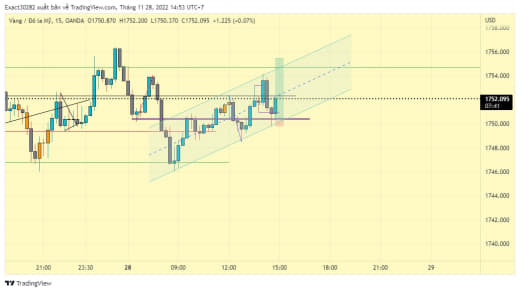 Exact30282 xuất bản về TradingView.com, Tháng 11 28, 2022 14:53 UTC+7
Vàng / Đô la Mỹ, 15, OANDA O1750.870 H1752.200 L1750.370 C1752.095 +1.225 (+0.07%)
USD
1758.000
1756.000
1754.000
1752.095
07:41
1750.000
1748.000
1746.000
1744.000
1742.000
1740.000
21:00 23:30 28 09:00 12:00 15:00 18:00 21:00 29
TradingView